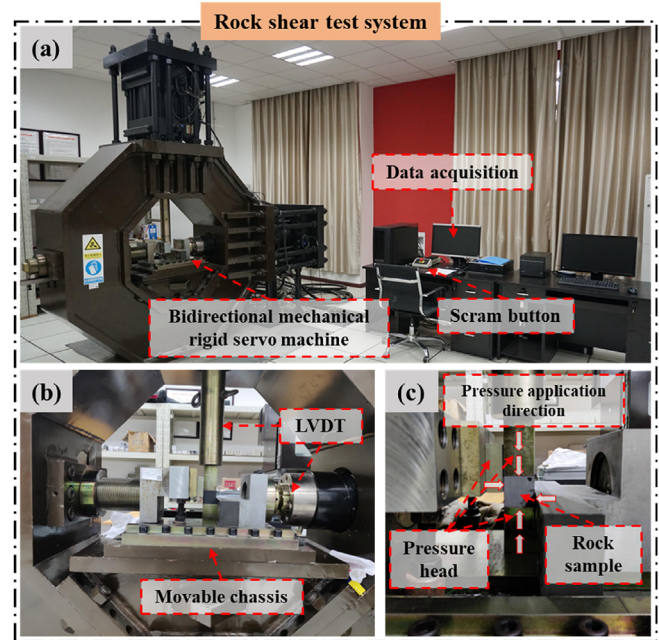 Rock shear test system
(a)
Data acquisition
Bidirectional mechanical
rigid servo machine
Scram button
(b)
LVDT
Movable chassis
(c)
Pressure application
direction
Pressure
head
Rock
sample